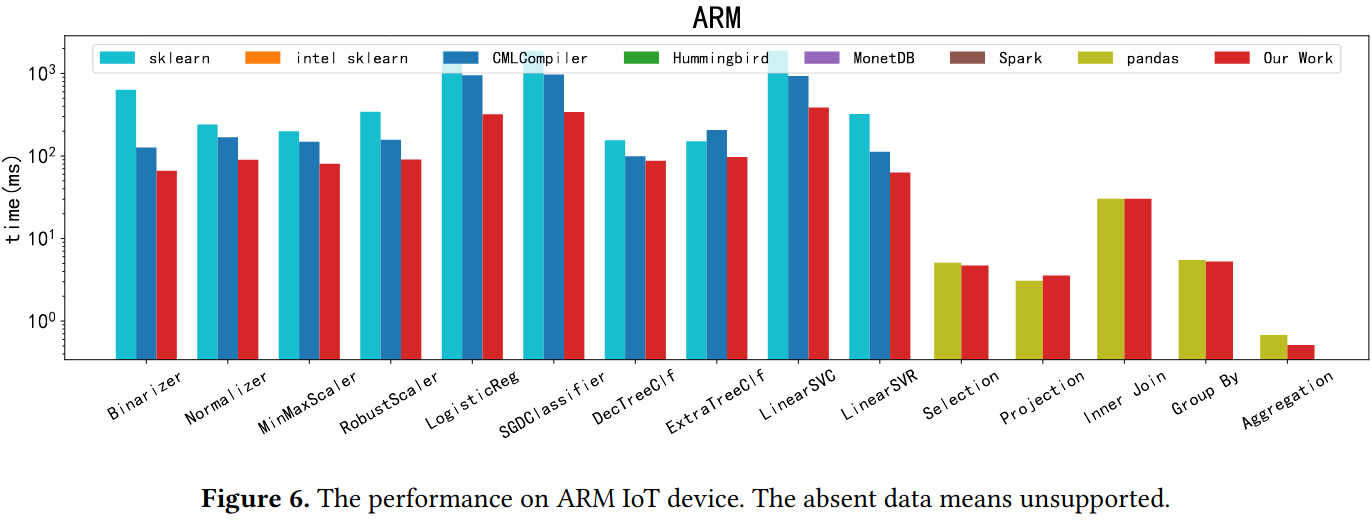 ARM
sklearn intel sklearn CMLCompiler Hummingbird MonetDB Spark pandas Our Work
time(ms)
10³
10²
10¹
10⁰
Binarizer Normalizer MinMaxScaler RobustScaler LogisticReg SGDClassifier DecTreeClf ExtraTreeClf LinearSVC LinearSVR Selection Projection Inner Join Group By Aggregation
Figure 6. The performance on ARM IoT device. The absent data means unsupported.